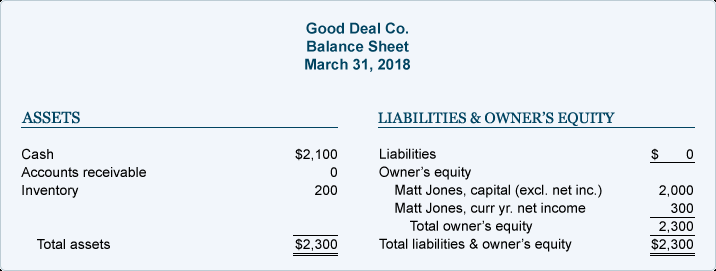 Good Deal Co.
Balance Sheet
March 31, 2018
ASSETS
Cash $2,100
Accounts receivable 0
Inventory 200
Total assets $2,300
LIABILITIES & OWNER'S EQUITY
Liabilities $ 0
Owner's equity
Matt Jones, capital (excl. net inc.) 2,000
Matt Jones, curr yr. net income 300
Total owner's equity 2,300
Total liabilities & owner's equity $2,300